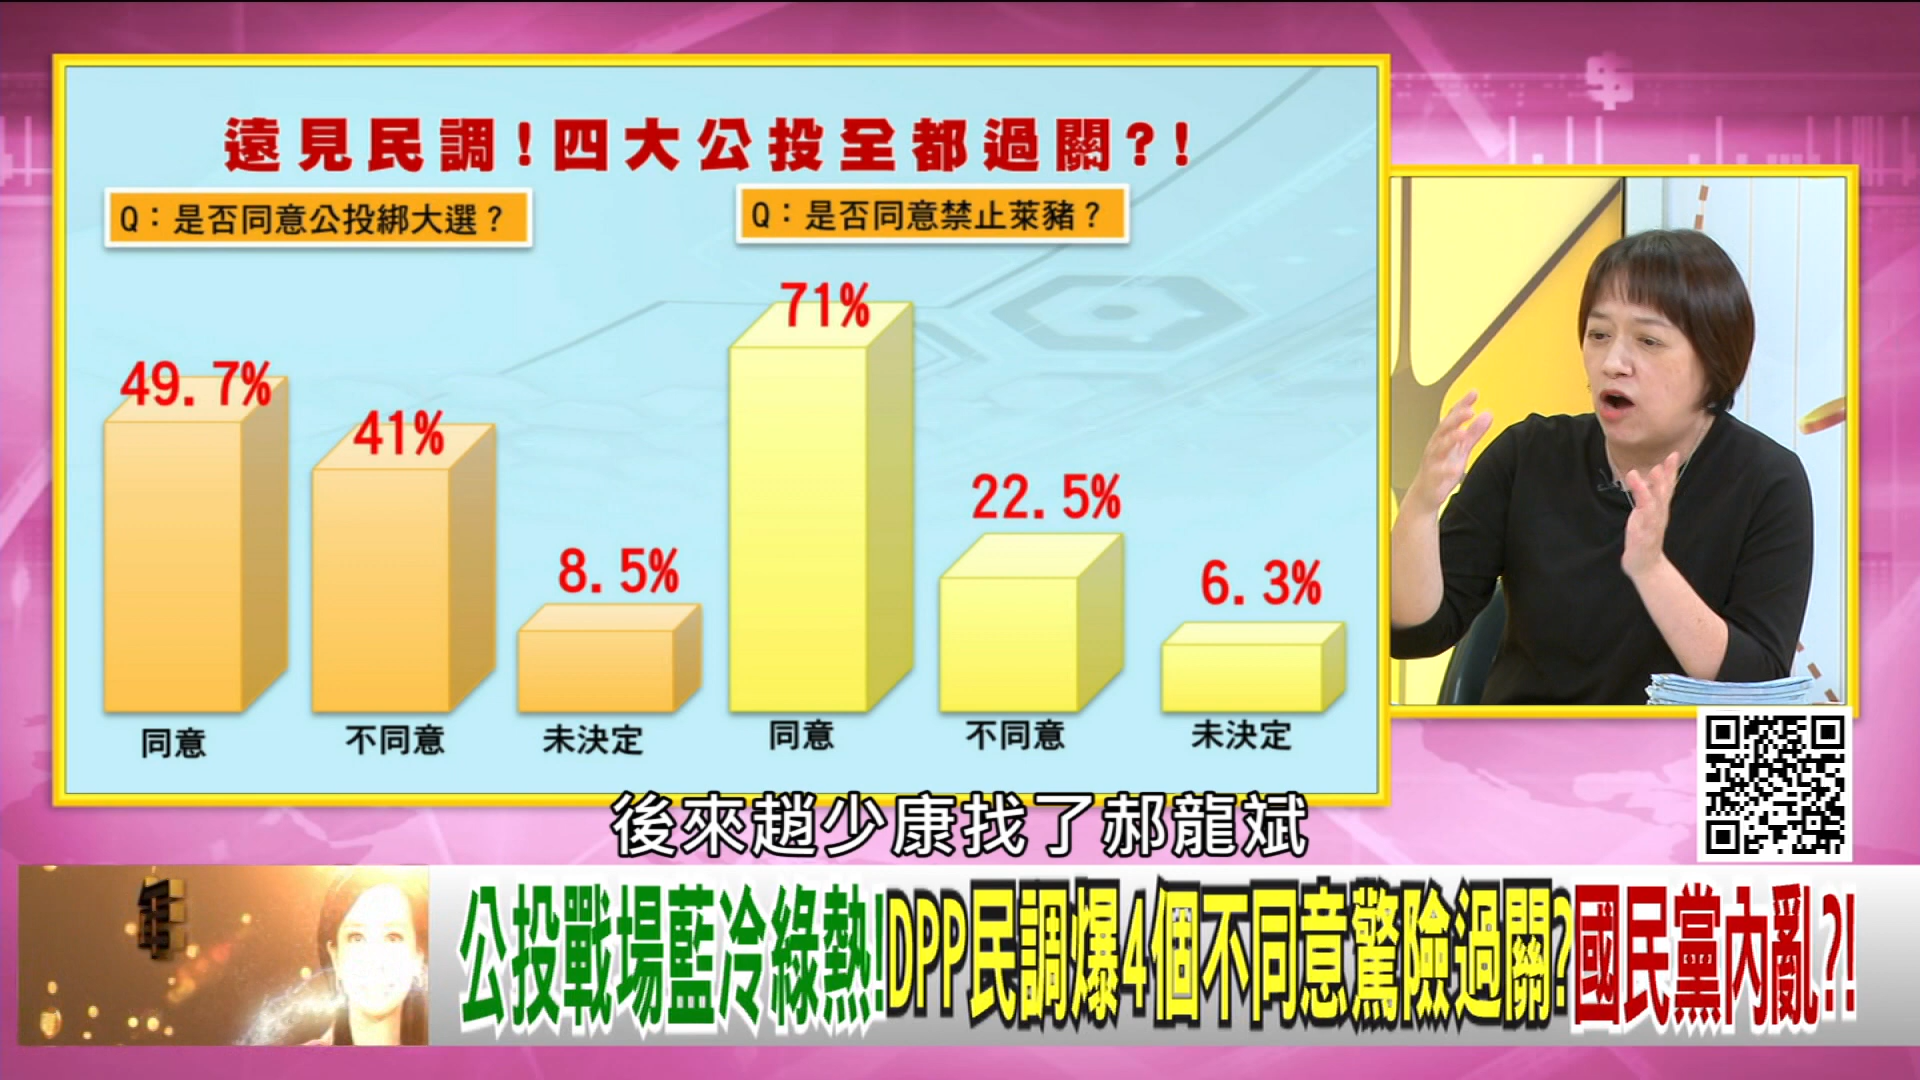 遠見民調!四大公投全都過關?!
Q：是否同意公投綁大選？
Q：是否同意禁止萊豬？
49.7%
41%
8.5%
71%
22.5%
6.3%
同意
不同意
未決定
同意
不同意
未決定
後來趙少康找了郝龍斌
公投戰場藍冷綠熱!DPP民調爆4個不同意驚險過關?國民黨內亂?!